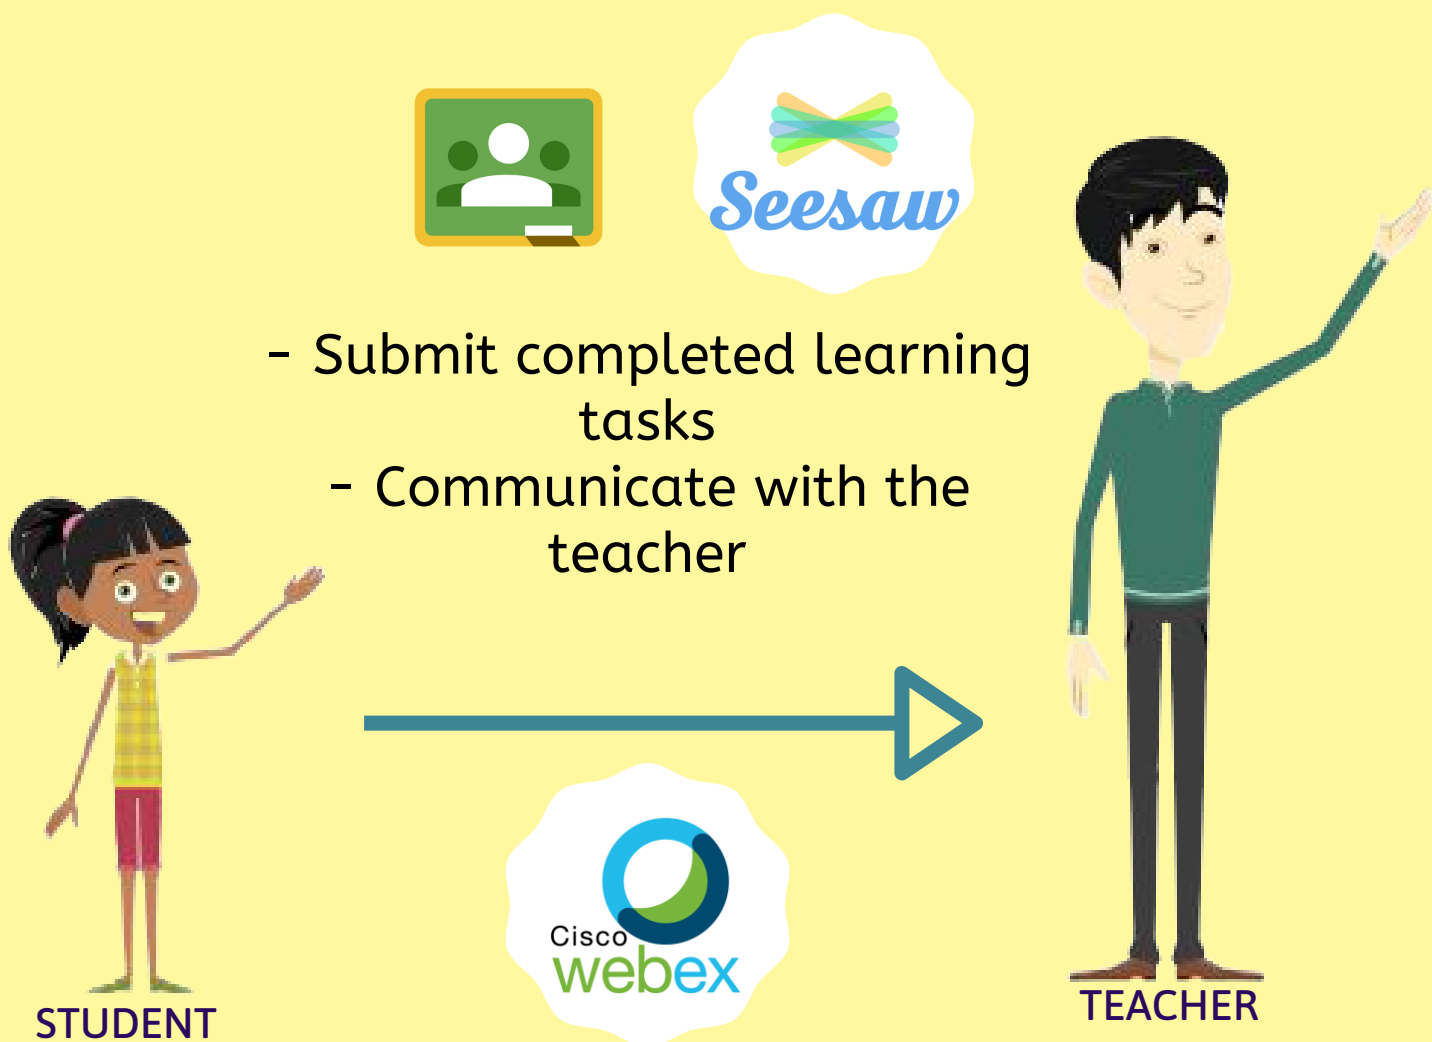 Seesaw
- Submit completed learning
tasks
- Communicate with the
teacher
Cisco
webex
STUDENT
TEACHER